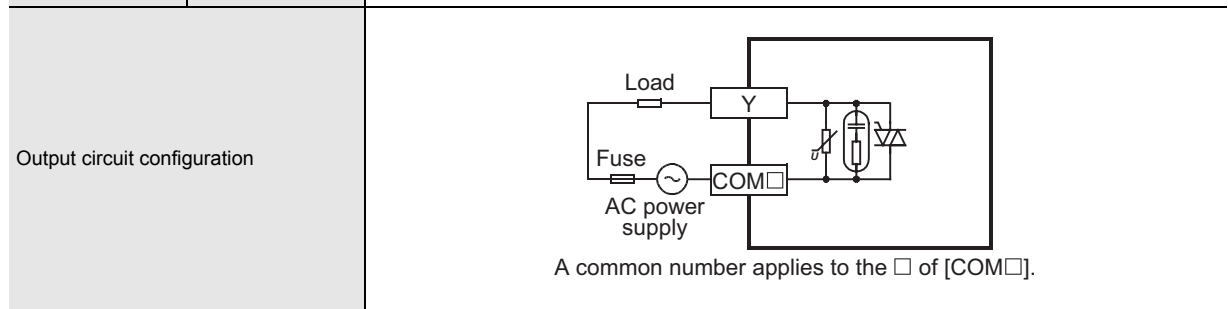 Output circuit configuration
Load
Y
Fuse
COM□
AC power
supply
U
A common number applies to the □ of [COM□].